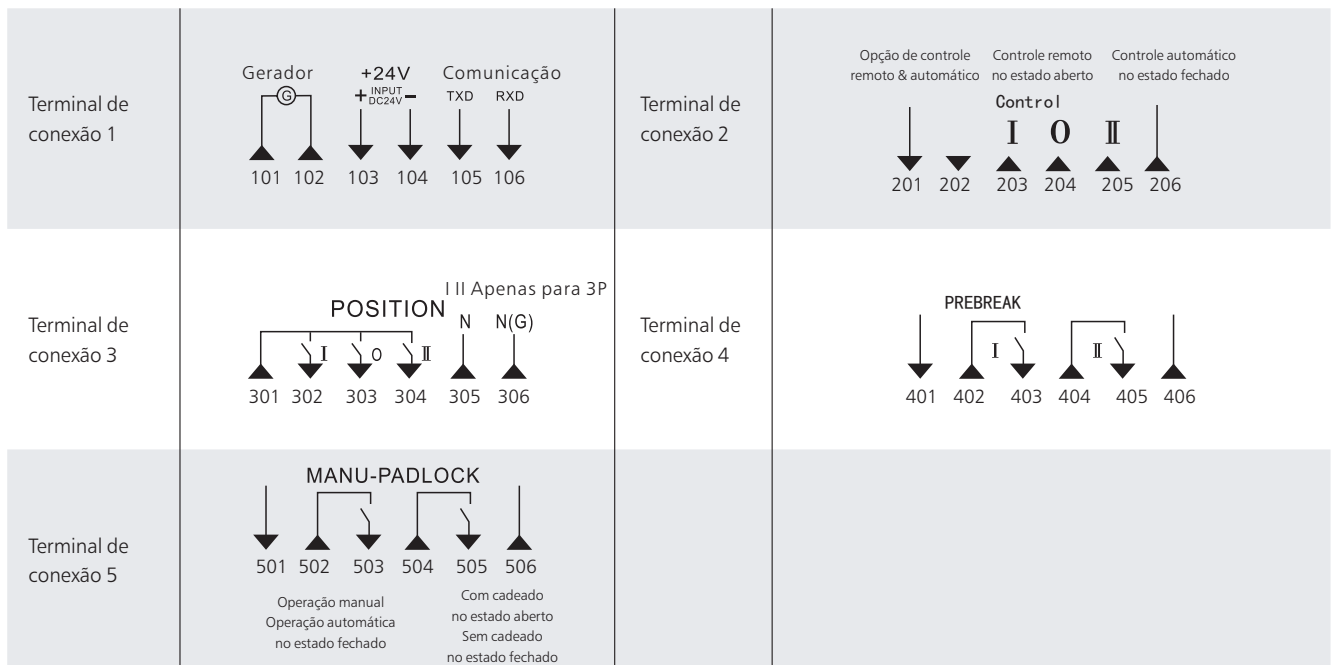 Terminal de
conexão 1
Gerador
+24V
Comunicação
G
+ INPUT DC24V −
TXD RXD
101 102 103 104 105 106
Terminal de
conexão 2
Opção de controle
remoto & automático
Controle remoto
no estado aberto
Controle automático
no estado fechado
Control
I O II
201 202 203 204 205 206
Terminal de
conexão 3
I II Apenas para 3P
POSITION
N N(G)
I O II
301 302 303 304 305 306
Terminal de
conexão 4
PREBREAK
I II
401 402 403 404 405 406
Terminal de
conexão 5
MANU-PADLOCK
501 502 503 504 505 506
Operação manual
Operação automática
no estado fechado
Com cadeado
no estado aberto
Sem cadeado
no estado fechado